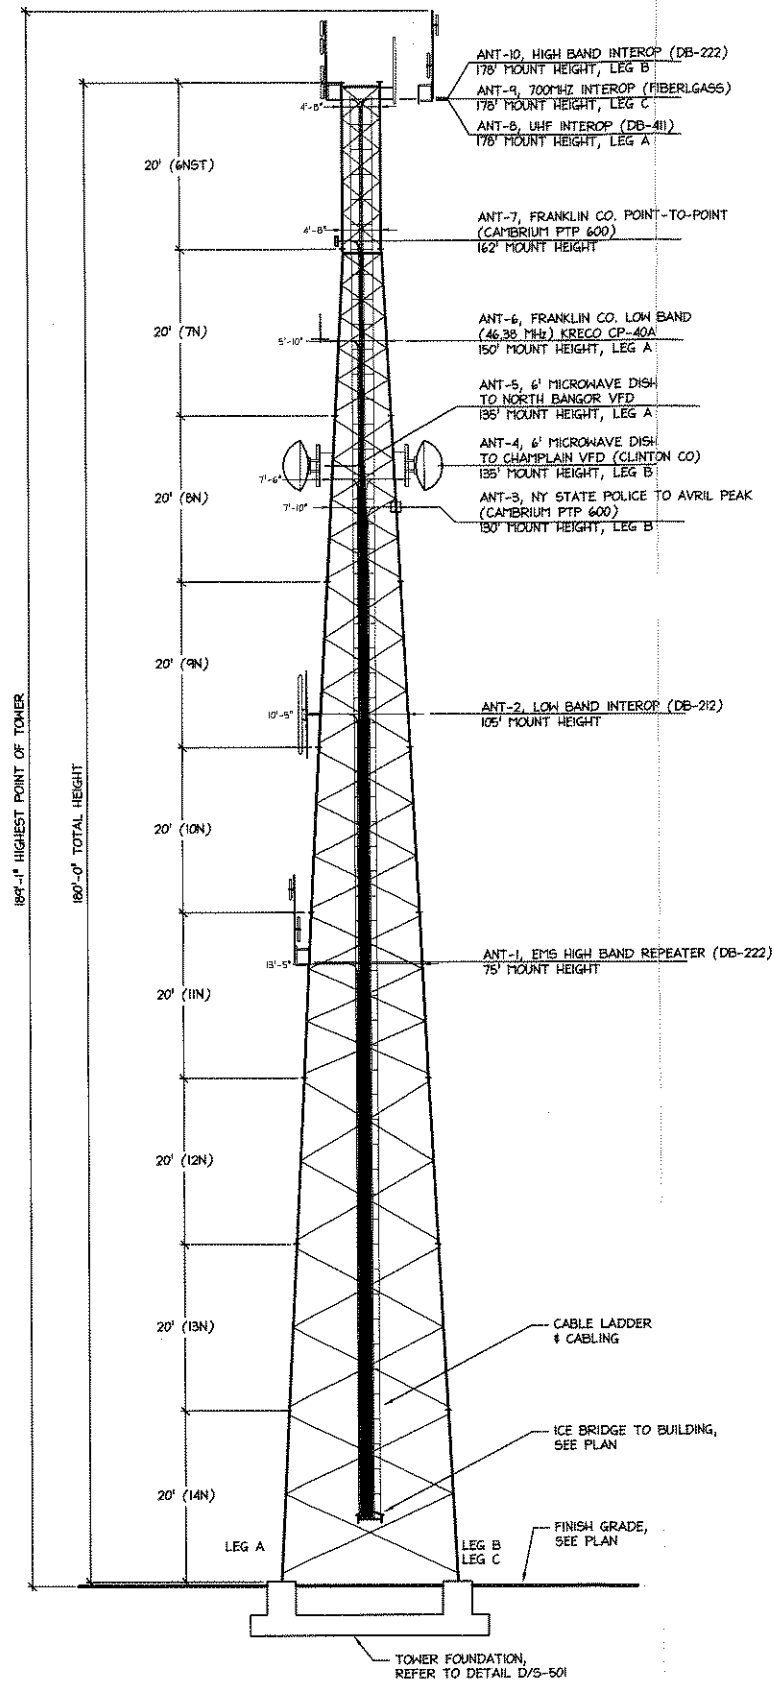 ANT-10, HIGH BAND INTEROP (DB-222)
178' MOUNT HEIGHT, LEG B
ANT-9, 700MHZ INTEROP (FIBERLGASS)
178' MOUNT HEIGHT, LEG C
ANT-8, UHF INTEROP (DB-411)
178' MOUNT HEIGHT, LEG A
4'-8"
20' (6NST)
ANT-7, FRANKLIN CO. POINT-TO-POINT
(CAMBRIUM PTP 600)
162' MOUNT HEIGHT
4'-8"
20' (7N)
ANT-6, FRANKLIN CO. LOW BAND
(46.38 MHz) KRECO CP-40A
150' MOUNT HEIGHT, LEG A
5'-10"
ANT-5, 6' MICROWAVE DISH
TO NORTH BANGOR VFD
135' MOUNT HEIGHT, LEG A
ANT-4, 6' MICROWAVE DISH
TO CHAMPLAIN VFD (CLINTON CO)
135' MOUNT HEIGHT, LEG B
7'-6"
20' (8N)
7'-10"
ANT-3, NY STATE POLICE TO AVRIL PEAK
(CAMBRIUM PTP 600)
130' MOUNT HEIGHT, LEG B
20' (9N)
10'-5"
ANT-2, LOW BAND INTEROP (DB-212)
105' MOUNT HEIGHT
189'-1" HIGHEST POINT OF TOWER
180'-0" TOTAL HEIGHT
20' (10N)
13'-5"
ANT-1, EMS HIGH BAND REPEATER (DB-222)
75' MOUNT HEIGHT
20' (11N)
20' (12N)
20' (13N)
CABLE LADDER
& CABLING
ICE BRIDGE TO BUILDING,
SEE PLAN
20' (14N)
LEG A
LEG B
LEG C
FINISH GRADE,
SEE PLAN
TOWER FOUNDATION,
REFER TO DETAIL D/S-501